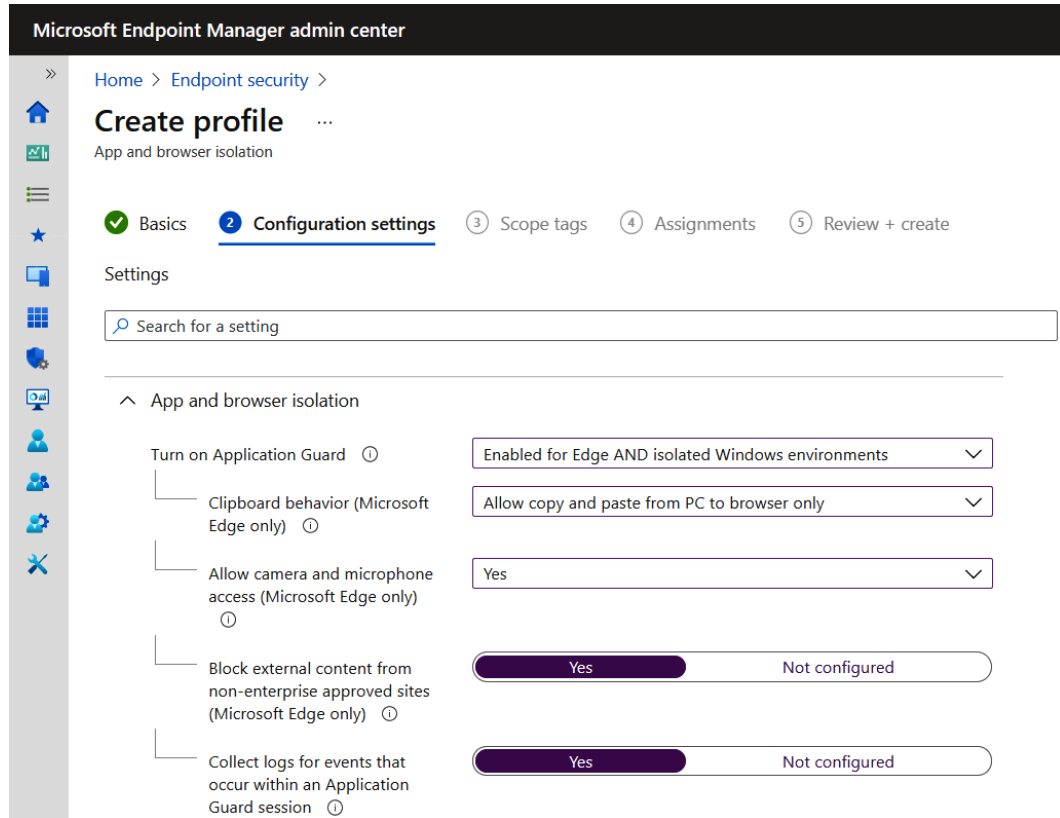 Microsoft Endpoint Manager admin center
Home > Endpoint security >
Create profile ...
App and browser isolation
Basics 2 Configuration settings 3 Scope tags 4 Assignments 5 Review + create
Settings
Search for a setting
App and browser isolation
Turn on Application Guard Enabled for Edge AND isolated Windows environments
Clipboard behavior (Microsoft
Edge only)
Allow copy and paste from PC to browser only
Allow camera and microphone
access (Microsoft Edge only)
Yes
Block external content from
non-enterprise approved sites
(Microsoft Edge only)
Yes Not configured
Collect logs for events that
occur within an Application
Guard session
Yes Not configured